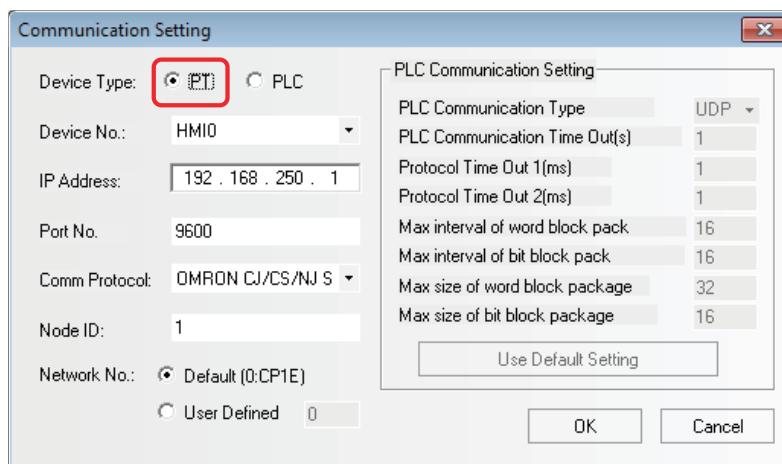 Communication Setting
Device Type: PT PLC
Device No.: HMI0
IP Address: 192 . 168 . 250 . 1
Port No. 9600
Comm Protocol: OMRON CJ/CS/NJ S
Node ID: 1
Network No.: Default (0:CP1E)
User Defined 0
PLC Communication Setting
PLC Communication Type UDP
PLC Communication Time Out(s) 1
Protocol Time Out 1(ms) 1
Protocol Time Out 2(ms) 1
Max interval of word block pack 16
Max interval of bit block pack 16
Max size of word block package 32
Max size of bit block package 16
Use Default Setting
OK Cancel